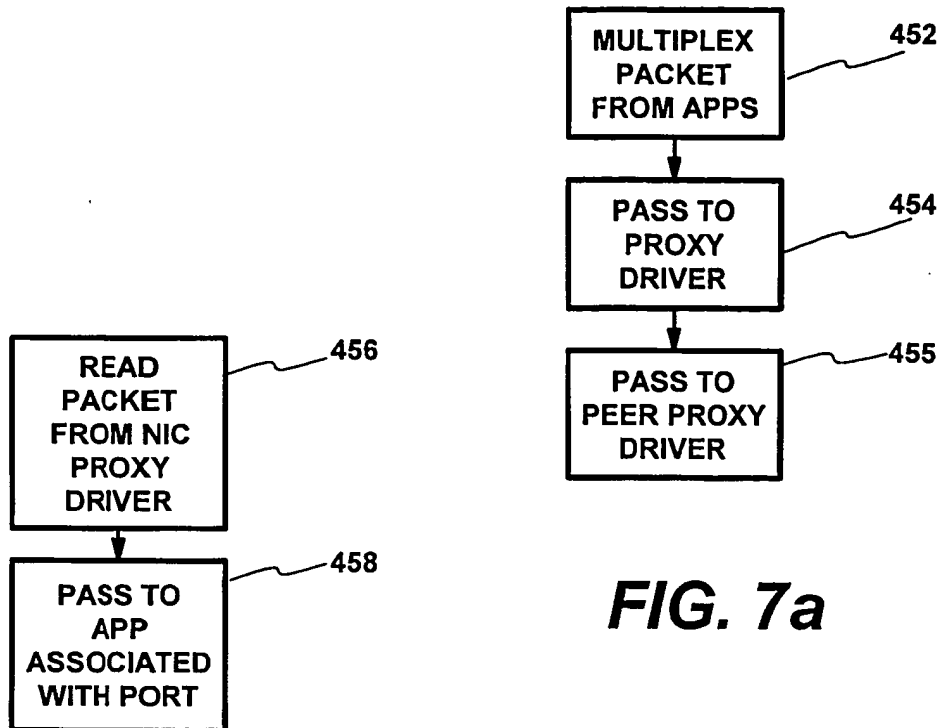 MULTIPLEX
PACKET
FROM APPS
452
PASS TO
PROXY
DRIVER
454
PASS TO
PEER PROXY
DRIVER
455
READ
PACKET
FROM NIC
PROXY
DRIVER
456
PASS TO
APP
ASSOCIATED
WITH PORT
458
FIG. 7a